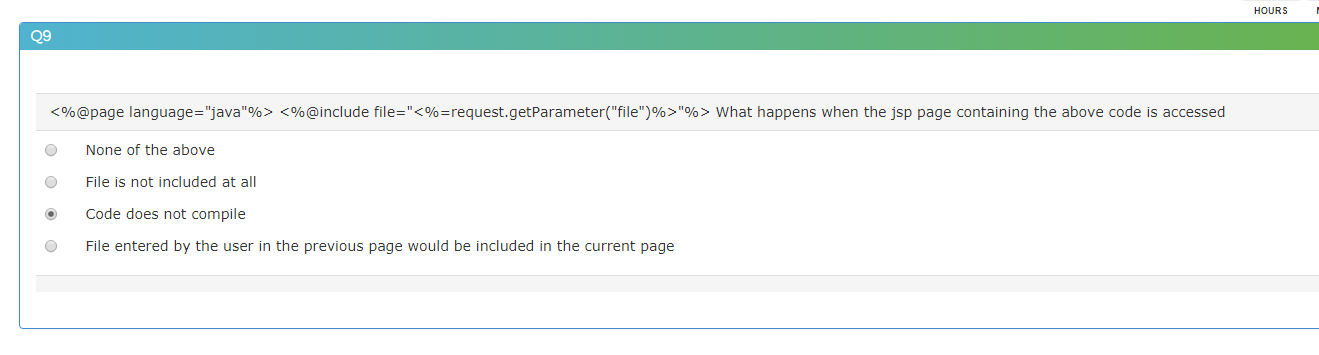 HOURS
Q9
<%@page language="java"%> <%@include file="<%=request.getParameter("file")%>"%> What happens when the jsp page containing the above code is accessed
None of the above
File is not included at all
Code does not compile
File entered by the user in the previous page would be included in the current page